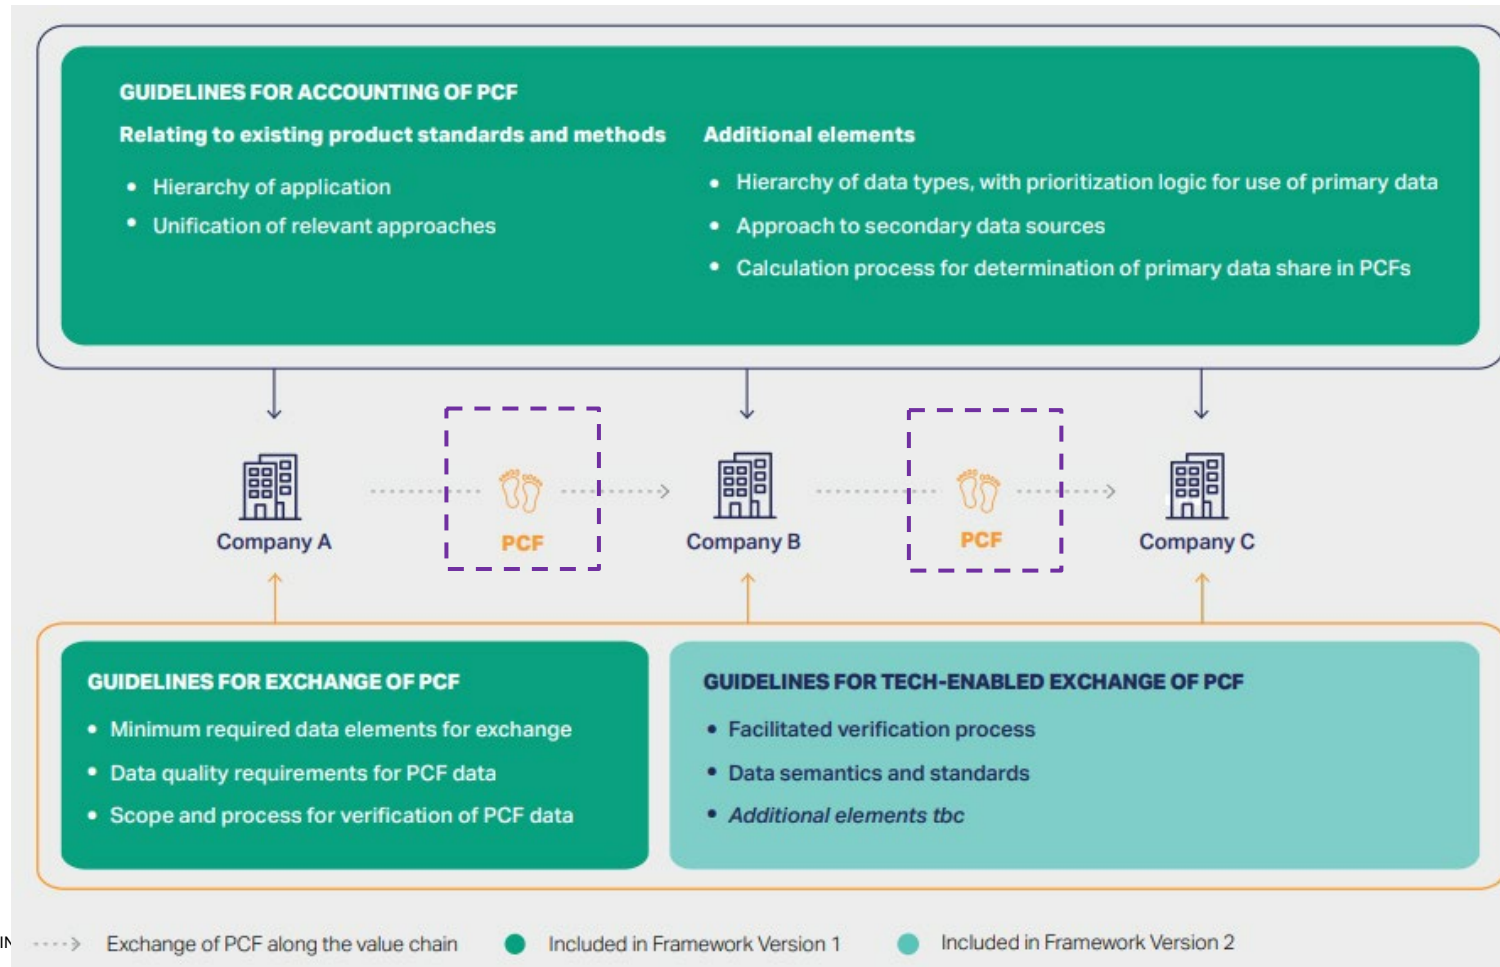 GUIDELINES FOR ACCOUNTING OF PCF
Relating to existing product standards and methods
• Hierarchy of application
• Unification of relevant approaches
Additional elements
• Hierarchy of data types, with prioritization logic for use of primary data
• Approach to secondary data sources
• Calculation process for determination of primary data share in PCFs
Company A
PCF
Company B
PCF
Company C
GUIDELINES FOR EXCHANGE OF PCF
• Minimum required data elements for exchange
• Data quality requirements for PCF data
• Scope and process for verification of PCF data
GUIDELINES FOR TECH-ENABLED EXCHANGE OF PCF
• Facilitated verification process
• Data semantics and standards
• Additional elements tbc
Exchange of PCF along the value chain
Included in Framework Version 1
Included in Framework Version 2